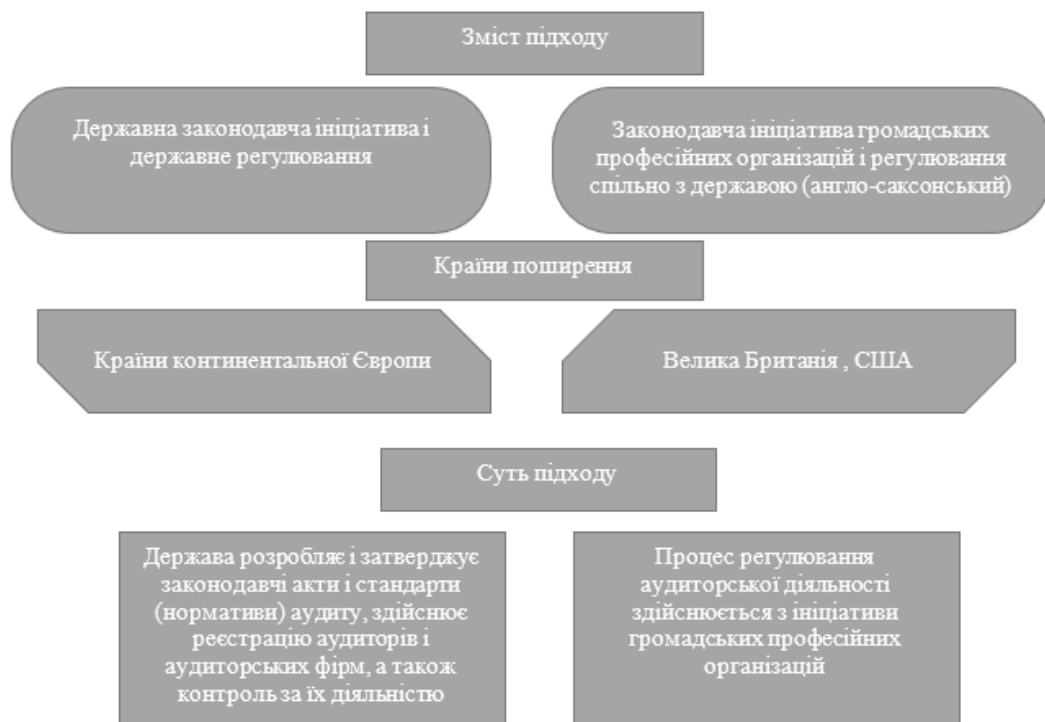 Зміст підходу
Державна законодавча ініціатива і
державне регулювання
Законодавча ініціатива громадських
професійних організацій і регулювання
спільно з державою (англо-саксонський)
Країни поширення
Країни континентальної Європи
Велика Британія , США
Суть підходу
Держава розробляє і затверджує
законодавчі акти і стандарти
(нормативи) аудиту, здійснює
реєстрацію аудиторів і
аудиторських фірм, а також
контроль за їх діяльністю
Процес регулювання
аудиторської діяльності
здійснюється з ініціативи
громадських професійних
організацій